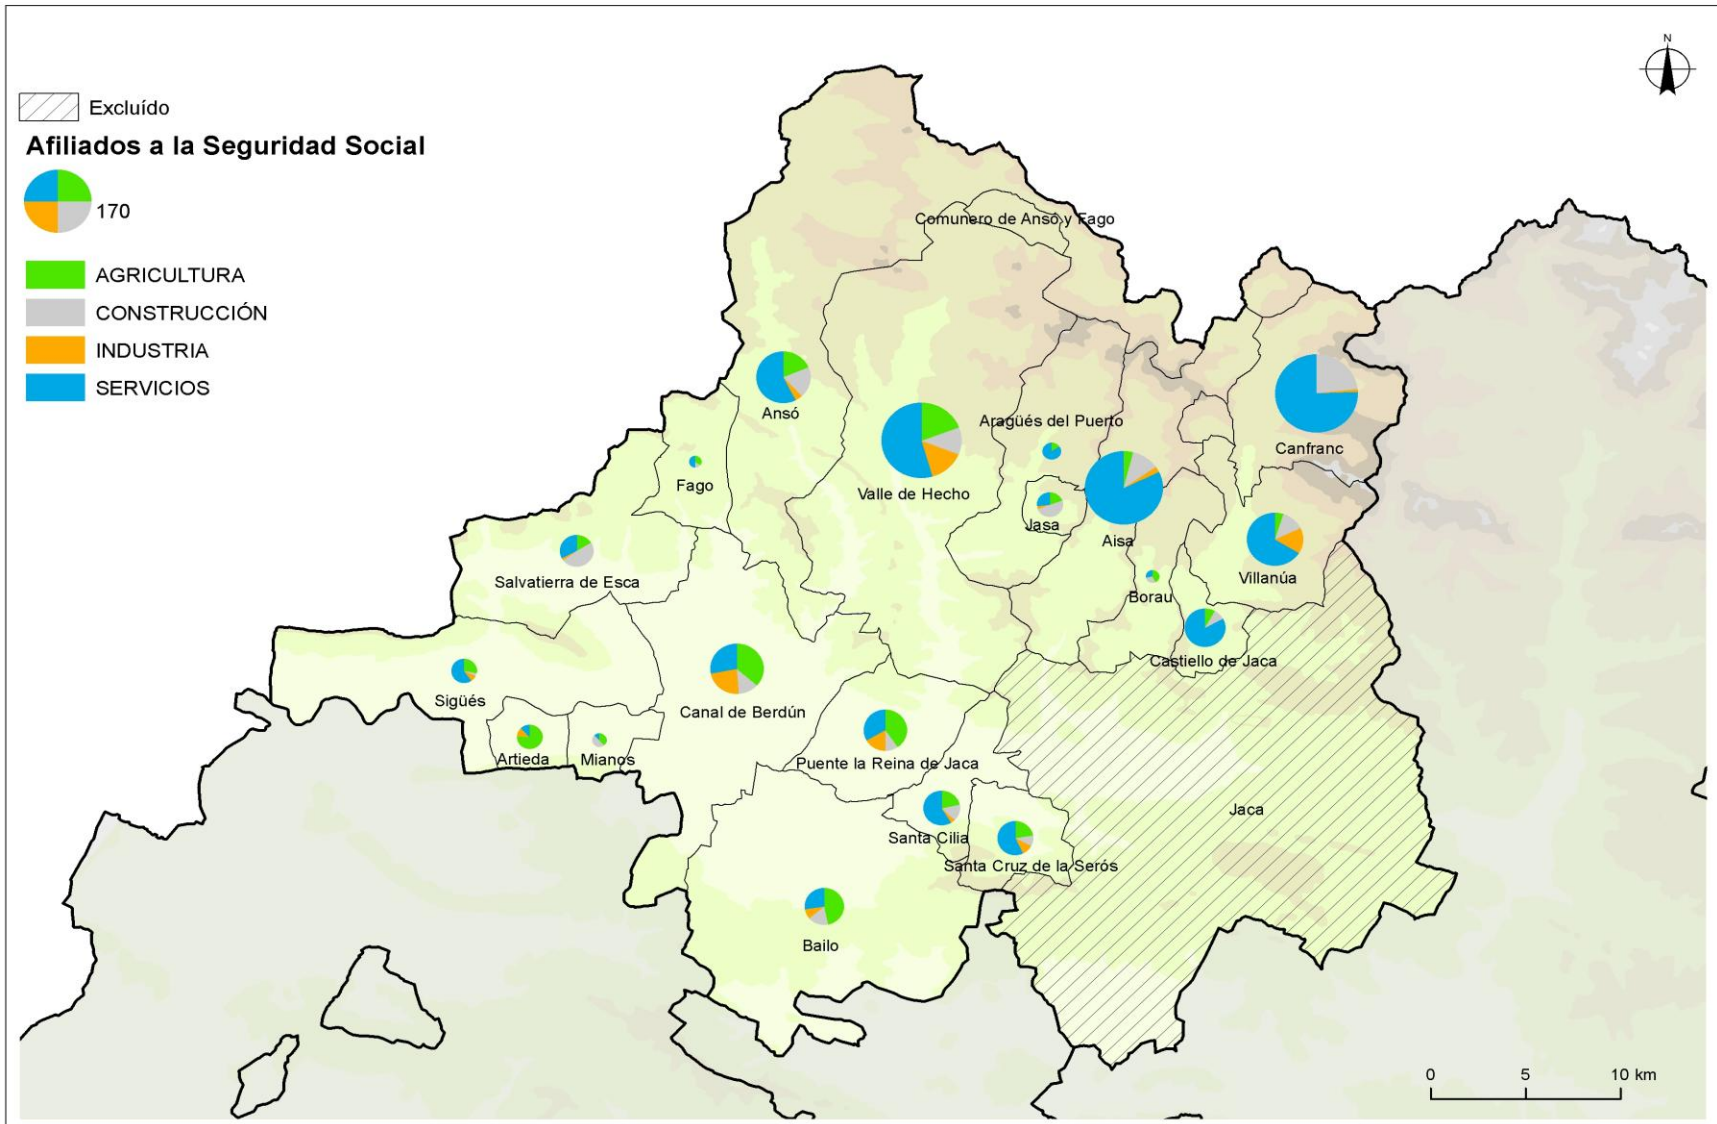 N
Excluído
Afiliados a la Seguridad Social
170
AGRICULTURA
CONSTRUCCIÓN
INDUSTRIA
SERVICIOS
Comunero de Ansó y Fago
Ansó
Aragüés del Puerto
Canfranc
Fago
Valle de Hecho
Jasa
Aisa
Salvatierra de Esca
Villanúa
Borau
Castiello de Jaca
Sigüés
Canal de Berdún
Artieda
Mianos
Puente la Reina de Jaca
Jaca
Santa Cilia
Santa Cruz de la Serós
Bailo
0 5 10 km